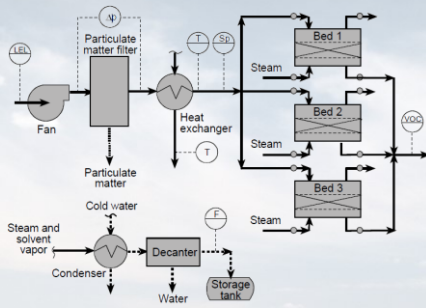 LEL
Fan
Δp
Particulate
matter filter
Particulate
matter
T
Sp
Heat
exchanger
T
Bed 1
Steam
Bed 2
Steam
Bed 3
Steam
VOC
Cold water
Steam and
solvent
vapor
Condenser
Decanter
Water
F
Storage
tank